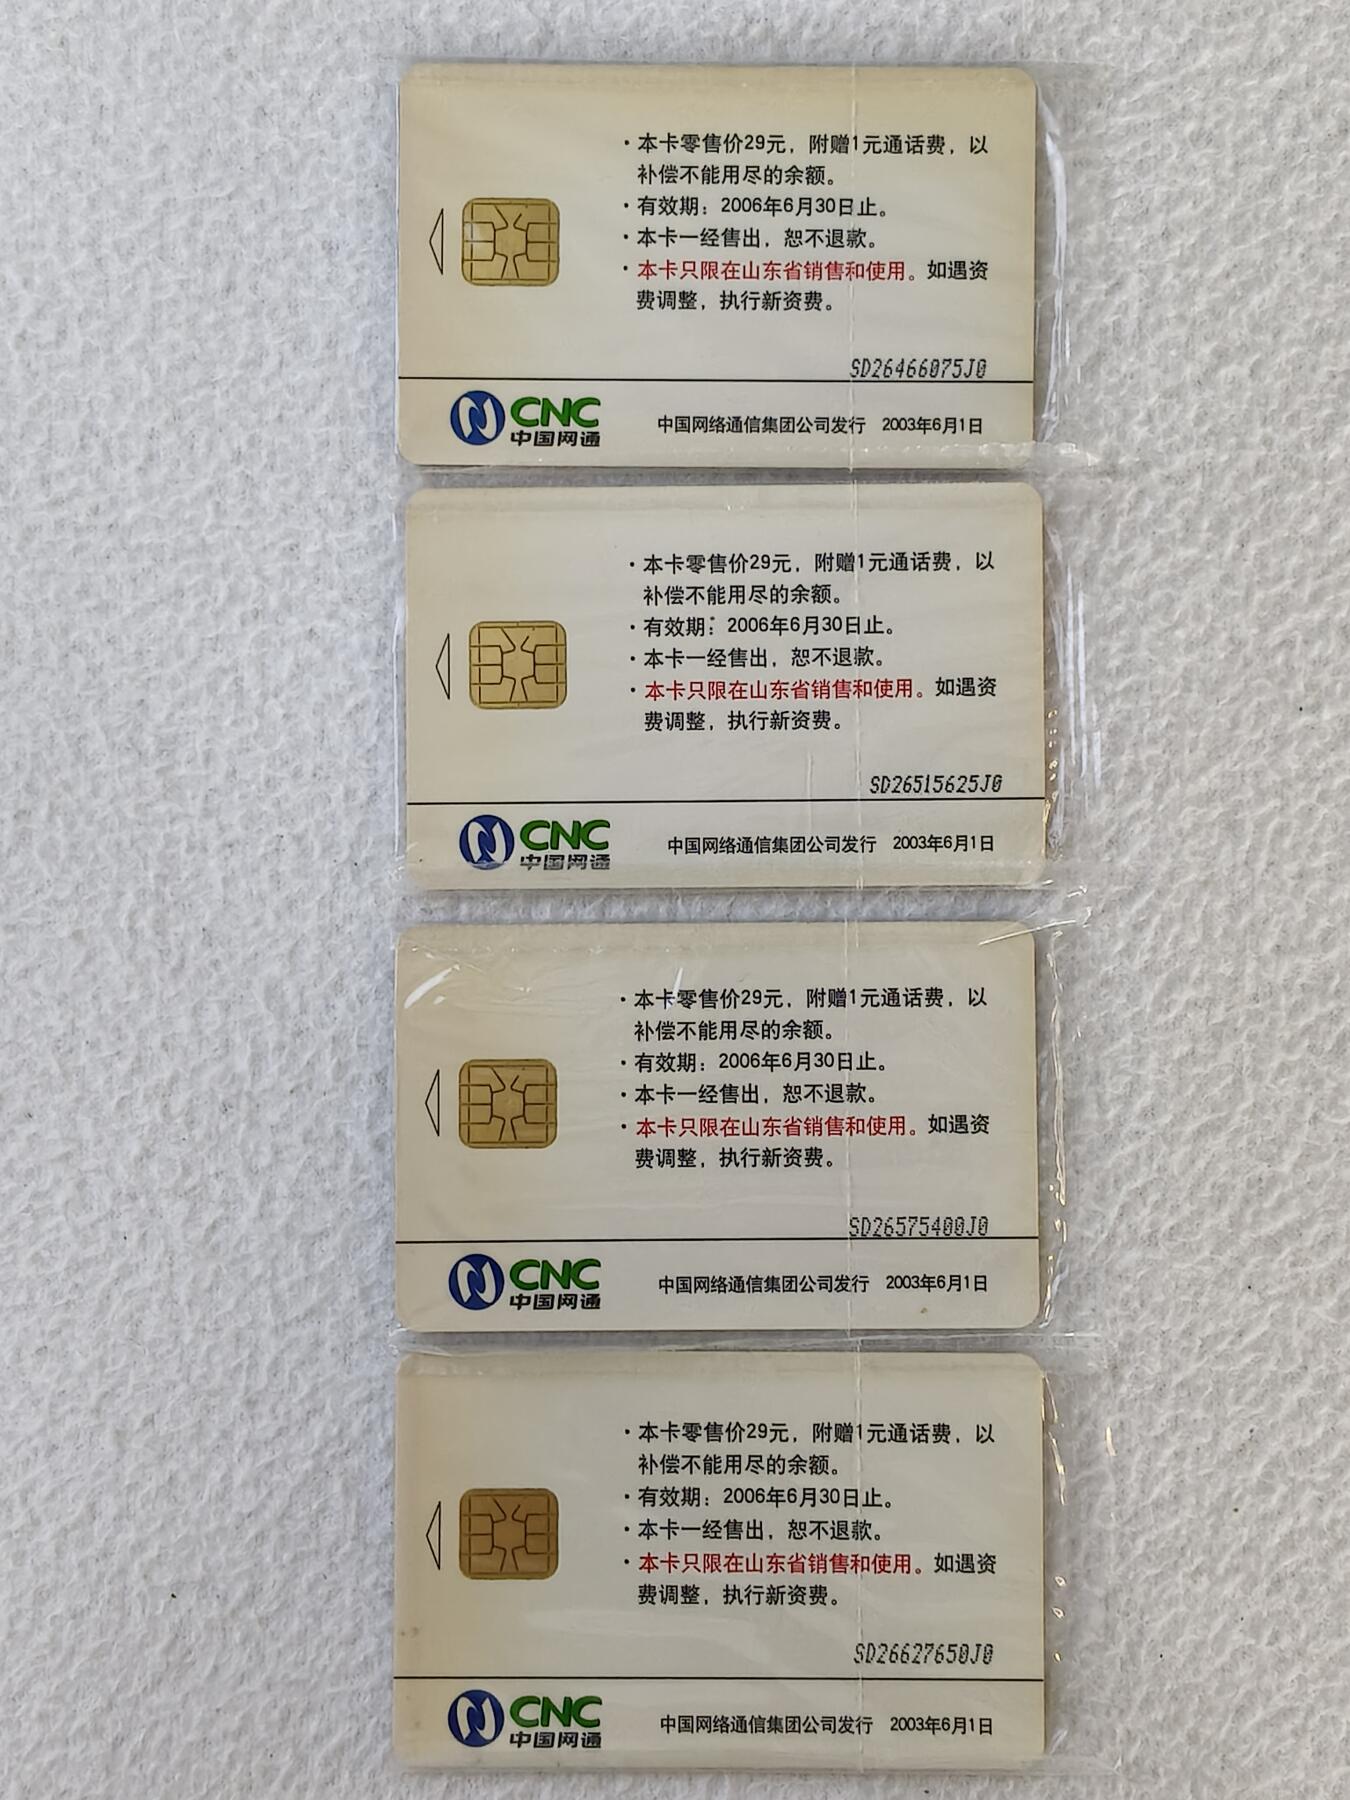 ·本卡零售价29元，附赠1元通话费，以
补偿不能用尽的余额。
·有效期：2006年6月30日止。
·本卡一经售出，恕不退款。
·本卡只限在山东省销售和使用。如遇资
费调整，执行新资费。
SD26466075J0
CNC
中国网通
中国网络通信集团公司发行 2003年6月1日
·本卡零售价29元，附赠1元通话费，以
补偿不能用尽的余额。
·有效期：2006年6月30日止。
·本卡一经售出，恕不退款。
·本卡只限在山东省销售和使用。如遇资
费调整，执行新资费。
SD26515625J0
CNC
中国网通
中国网络通信集团公司发行 2003年6月1日
·本卡零售价29元，附赠1元通话费，以
补偿不能用尽的余额。
·有效期：2006年6月30日止。
·本卡一经售出，恕不退款。
·本卡只限在山东省销售和使用。如遇资
费调整，执行新资费。
SD26575400J0
CNC
中国网通
中国网络通信集团公司发行 2003年6月1日
·本卡零售价29元，附赠1元通话费，以
补偿不能用尽的余额。
·有效期：2006年6月30日止。
·本卡一经售出，恕不退款。
·本卡只限在山东省销售和使用。如遇资
费调整，执行新资费。
SD26627650J0
CNC
中国网通
中国网络通信集团公司发行 2003年6月1日